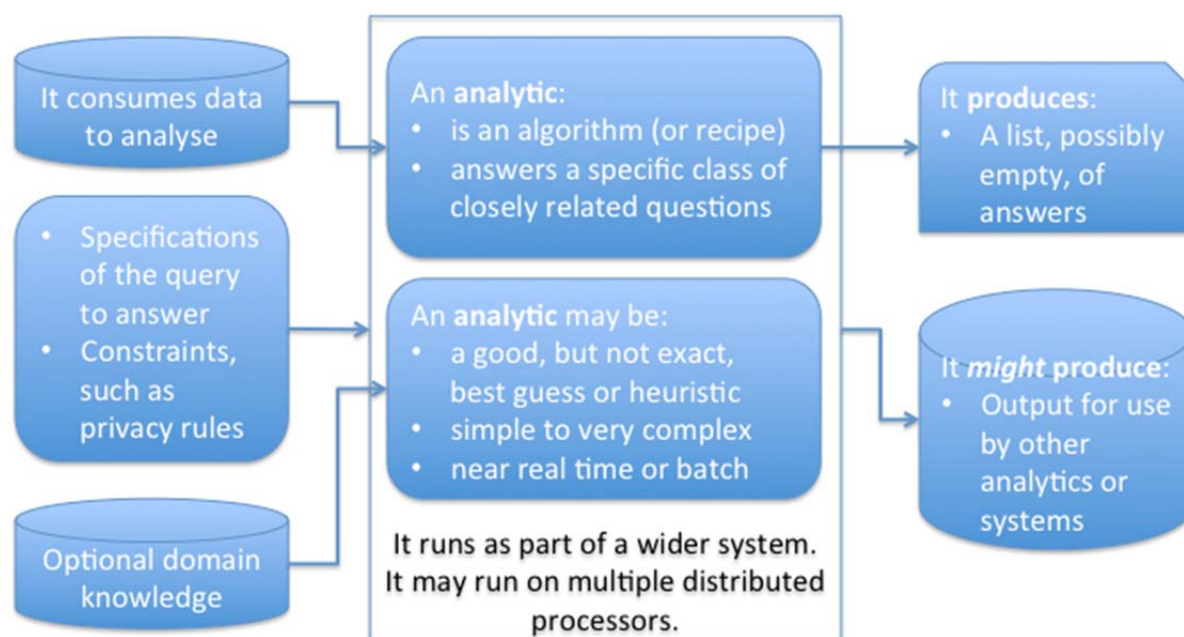 It consumes data
to analyse
• Specifications
of the query
to answer
• Constraints,
such as
privacy rules
Optional domain
knowledge
An analytic:
• is an algorithm (or recipe)
• answers a specific class of
closely related questions
An analytic may be:
• a good, but not exact,
best guess or heuristic
• simple to very complex
• near real time or batch
It runs as part of a wider system.
It may run on multiple distributed
processors.
It produces:
• A list, possibly
empty, of
answers
It might produce:
• Output for use
by other
analytics or
systems